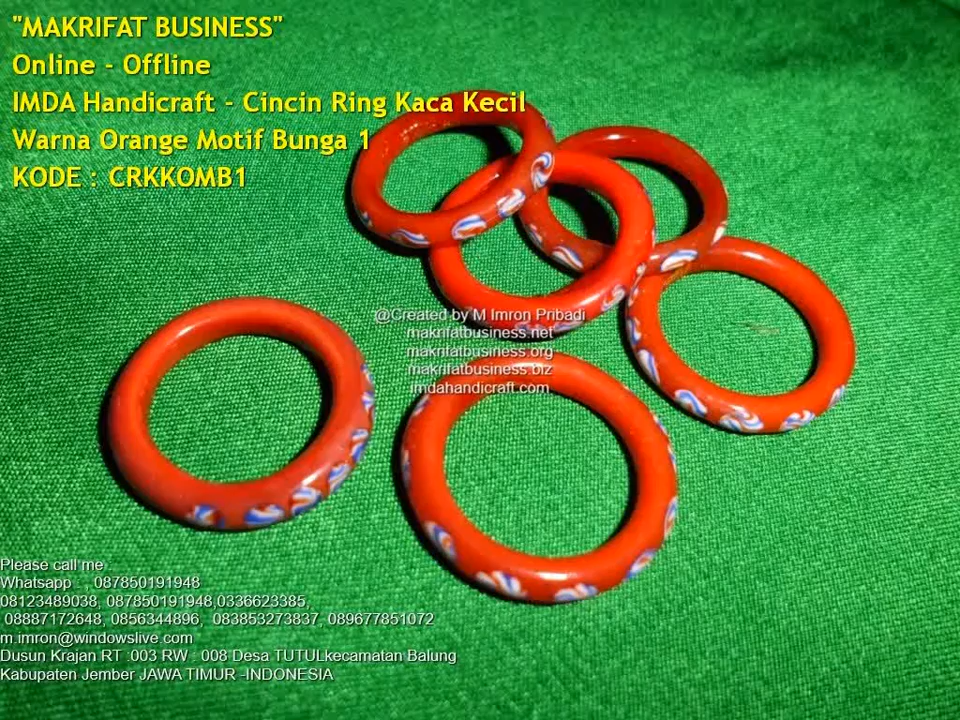 "MAKRIFAT BUSINESS"
Online - Offline
IMDA Handicraft - Cincin Ring Kaca Kecil
Warna Orange Motif Bunga 1
KODE : CRKKOMB1
@Created by M Imron Pribadi
makrifatbusiness.net
makrifatbusiness.org
makrifatbusiness.biz
imdahandicraft.com
Please call me
Whatsapp : 087850191948
08123489038, 087850191948,0336623385,
08887172648, 0856344896, 083853273837, 089677851072
m.imron@windowslive.com
Dusun Krajan RT :003 RW : 008 Desa TUTULkecamatan Balung
Kabupaten Jember JAWA TIMUR -INDONESIA